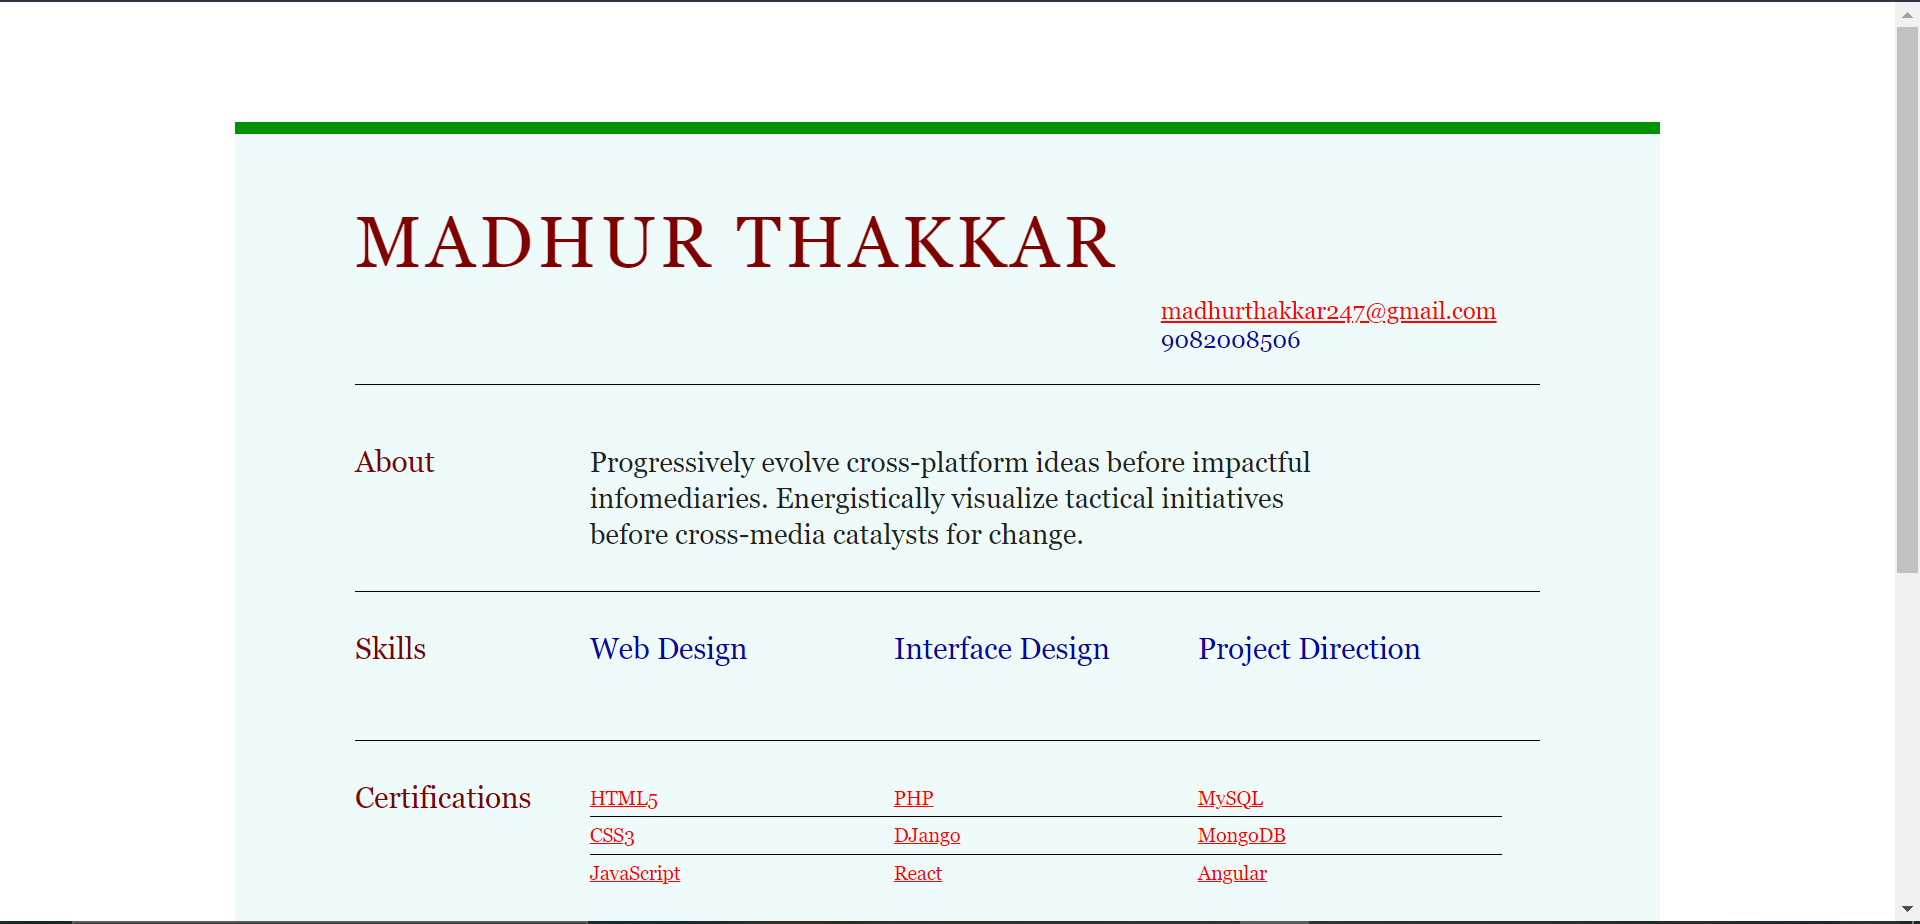 MADHUR THAKKAR
madhurthakkar247@gmail.com
9082008506
About
Progressively evolve cross-platform ideas before impactful
infomediaries. Energistically visualize tactical initiatives
before cross-media catalysts for change.
Skills
Web Design Interface Design Project Direction
Certifications
HTML5 PHP MySQL
CSS3 DJango MongoDB
JavaScript React Angular